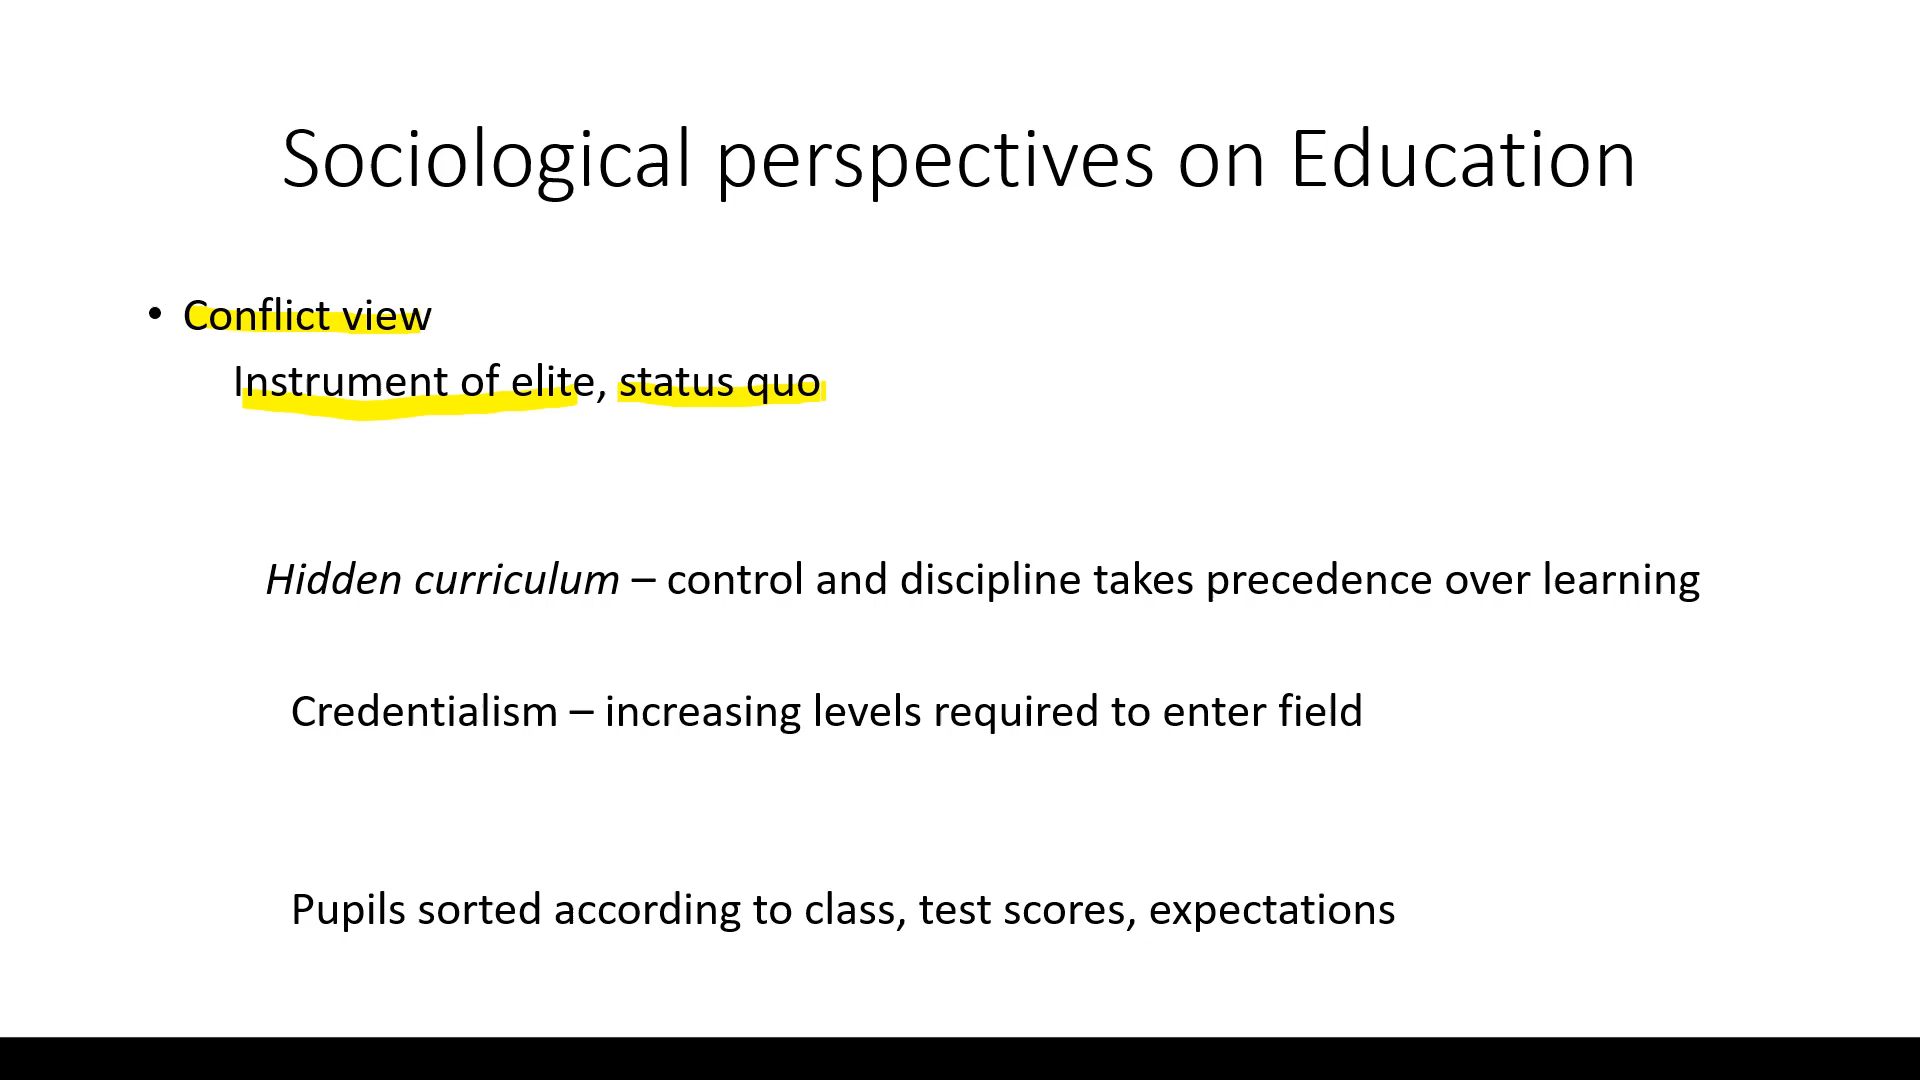 Sociological perspectives on Education
• Conflict view
Instrument of elite, status quo
Hidden curriculum – control and discipline takes precedence over learning
Credentialism – increasing levels required to enter field
Pupils sorted according to class, test scores, expectations